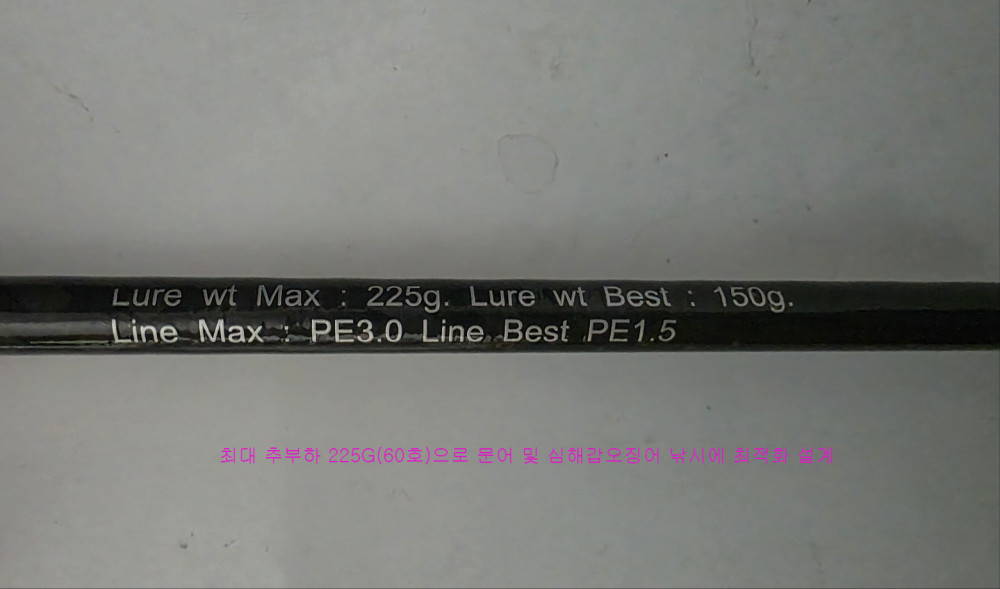 Lure wt Max : 225g. Lure wt Best : 150g.
Line Max : PE3.0 Line Best PE1.5
최대 추부하 225G(60호)으로 문어 및 심해갑오징어 낚시에 최적화 설계